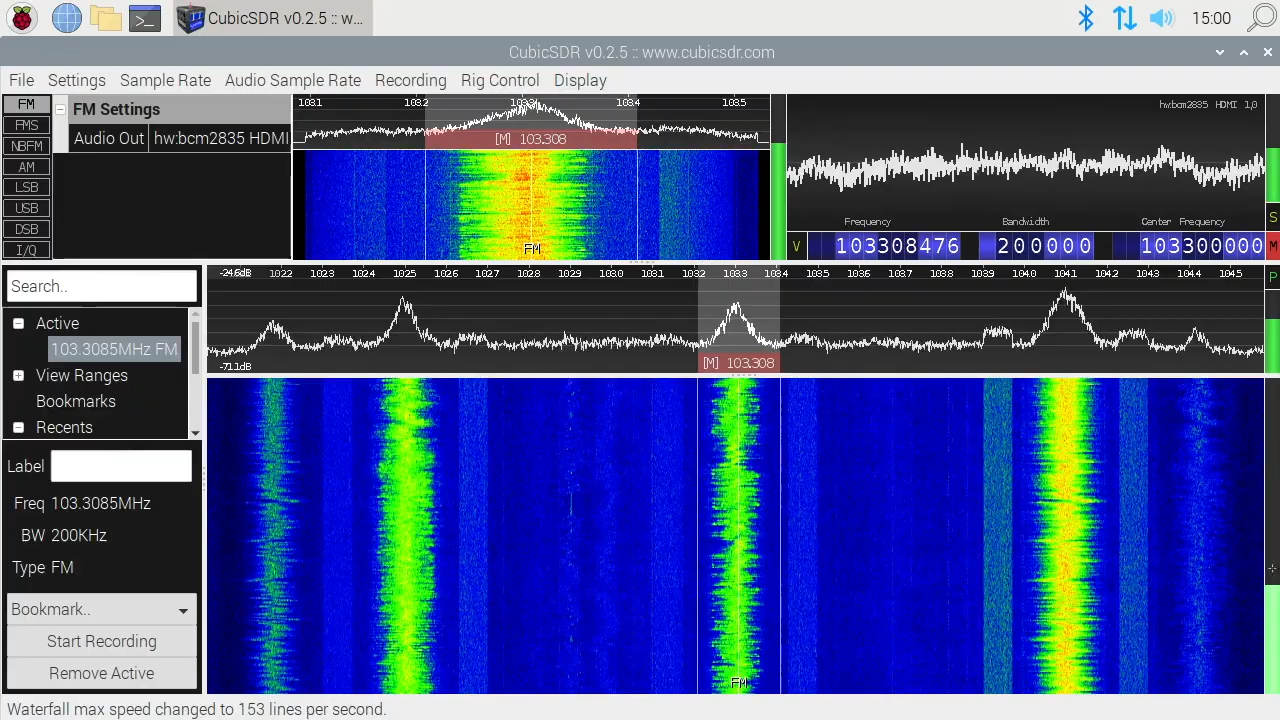 CubicSDR v0.2.5 :: w...
15:00
CubicSDR v0.2.5 :: www.cubicsdr.com
File Settings Sample Rate Audio Sample Rate Recording Rig Control Display
FM
FMS
NBFM
AM
LSB
USB
DSB
I/Q
FM Settings
Audio Out hw:bcm2835 HDMI
103.1 103.2 103.3 103.4 103.5
[M] 103.308
FM
hw:bcm2835 HDMI 1,0
Frequency Bandwidth Center Frequency
V 103308476 200000 103300000 M
S
P
Search..
Active
103.3085MHz FM
View Ranges
Bookmarks
Recents
Label
Freq 103.3085MHz
BW 200KHz
Type FM
Bookmark..
Start Recording
Remove Active
-24.6dB 102.2 102.3 102.4 102.5 102.6 102.7 102.8 102.9 103.0 103.1 103.2 103.3 103.4 103.5 103.6 103.7 103.8 103.9 104.0 104.1 104.2 104.3 104.4 104.5
[M] 103.308
-71.1dB
FM
Waterfall max speed changed to 153 lines per second.